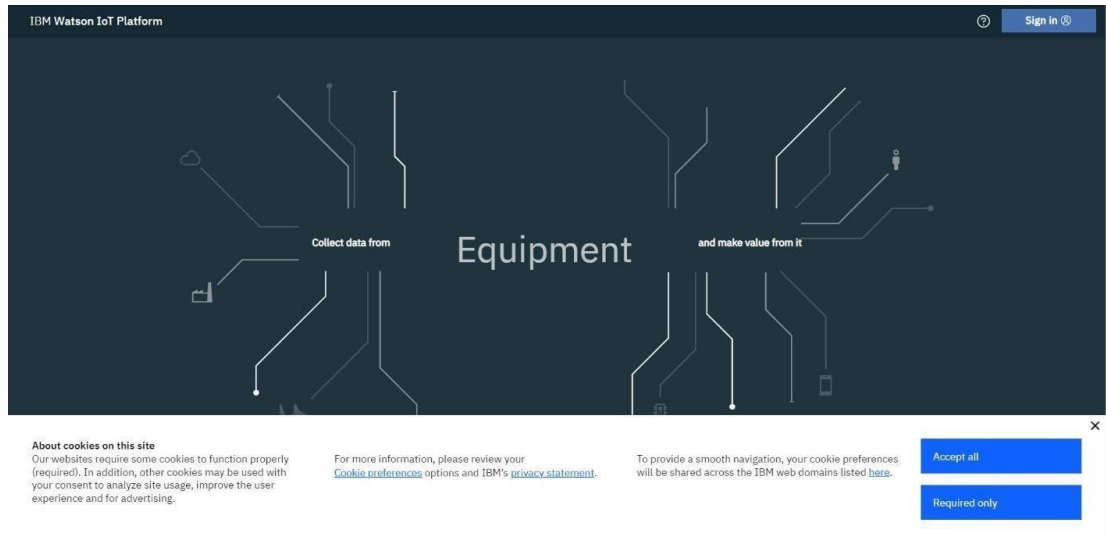 IBM Watson IoT Platform
Sign in
Collect data from
Equipment
and make value from it
About cookies on this site
Our websites require some cookies to function properly
(required). In addition, other cookies may be used with
your consent to analyze site usage, improve the user
experience and for advertising.
For more information, please review your
Cookie preferences options and IBM's privacy statement.
To provide a smooth navigation, your cookie preferences
will be shared across the IBM web domains listed here.
Accept all
Required only